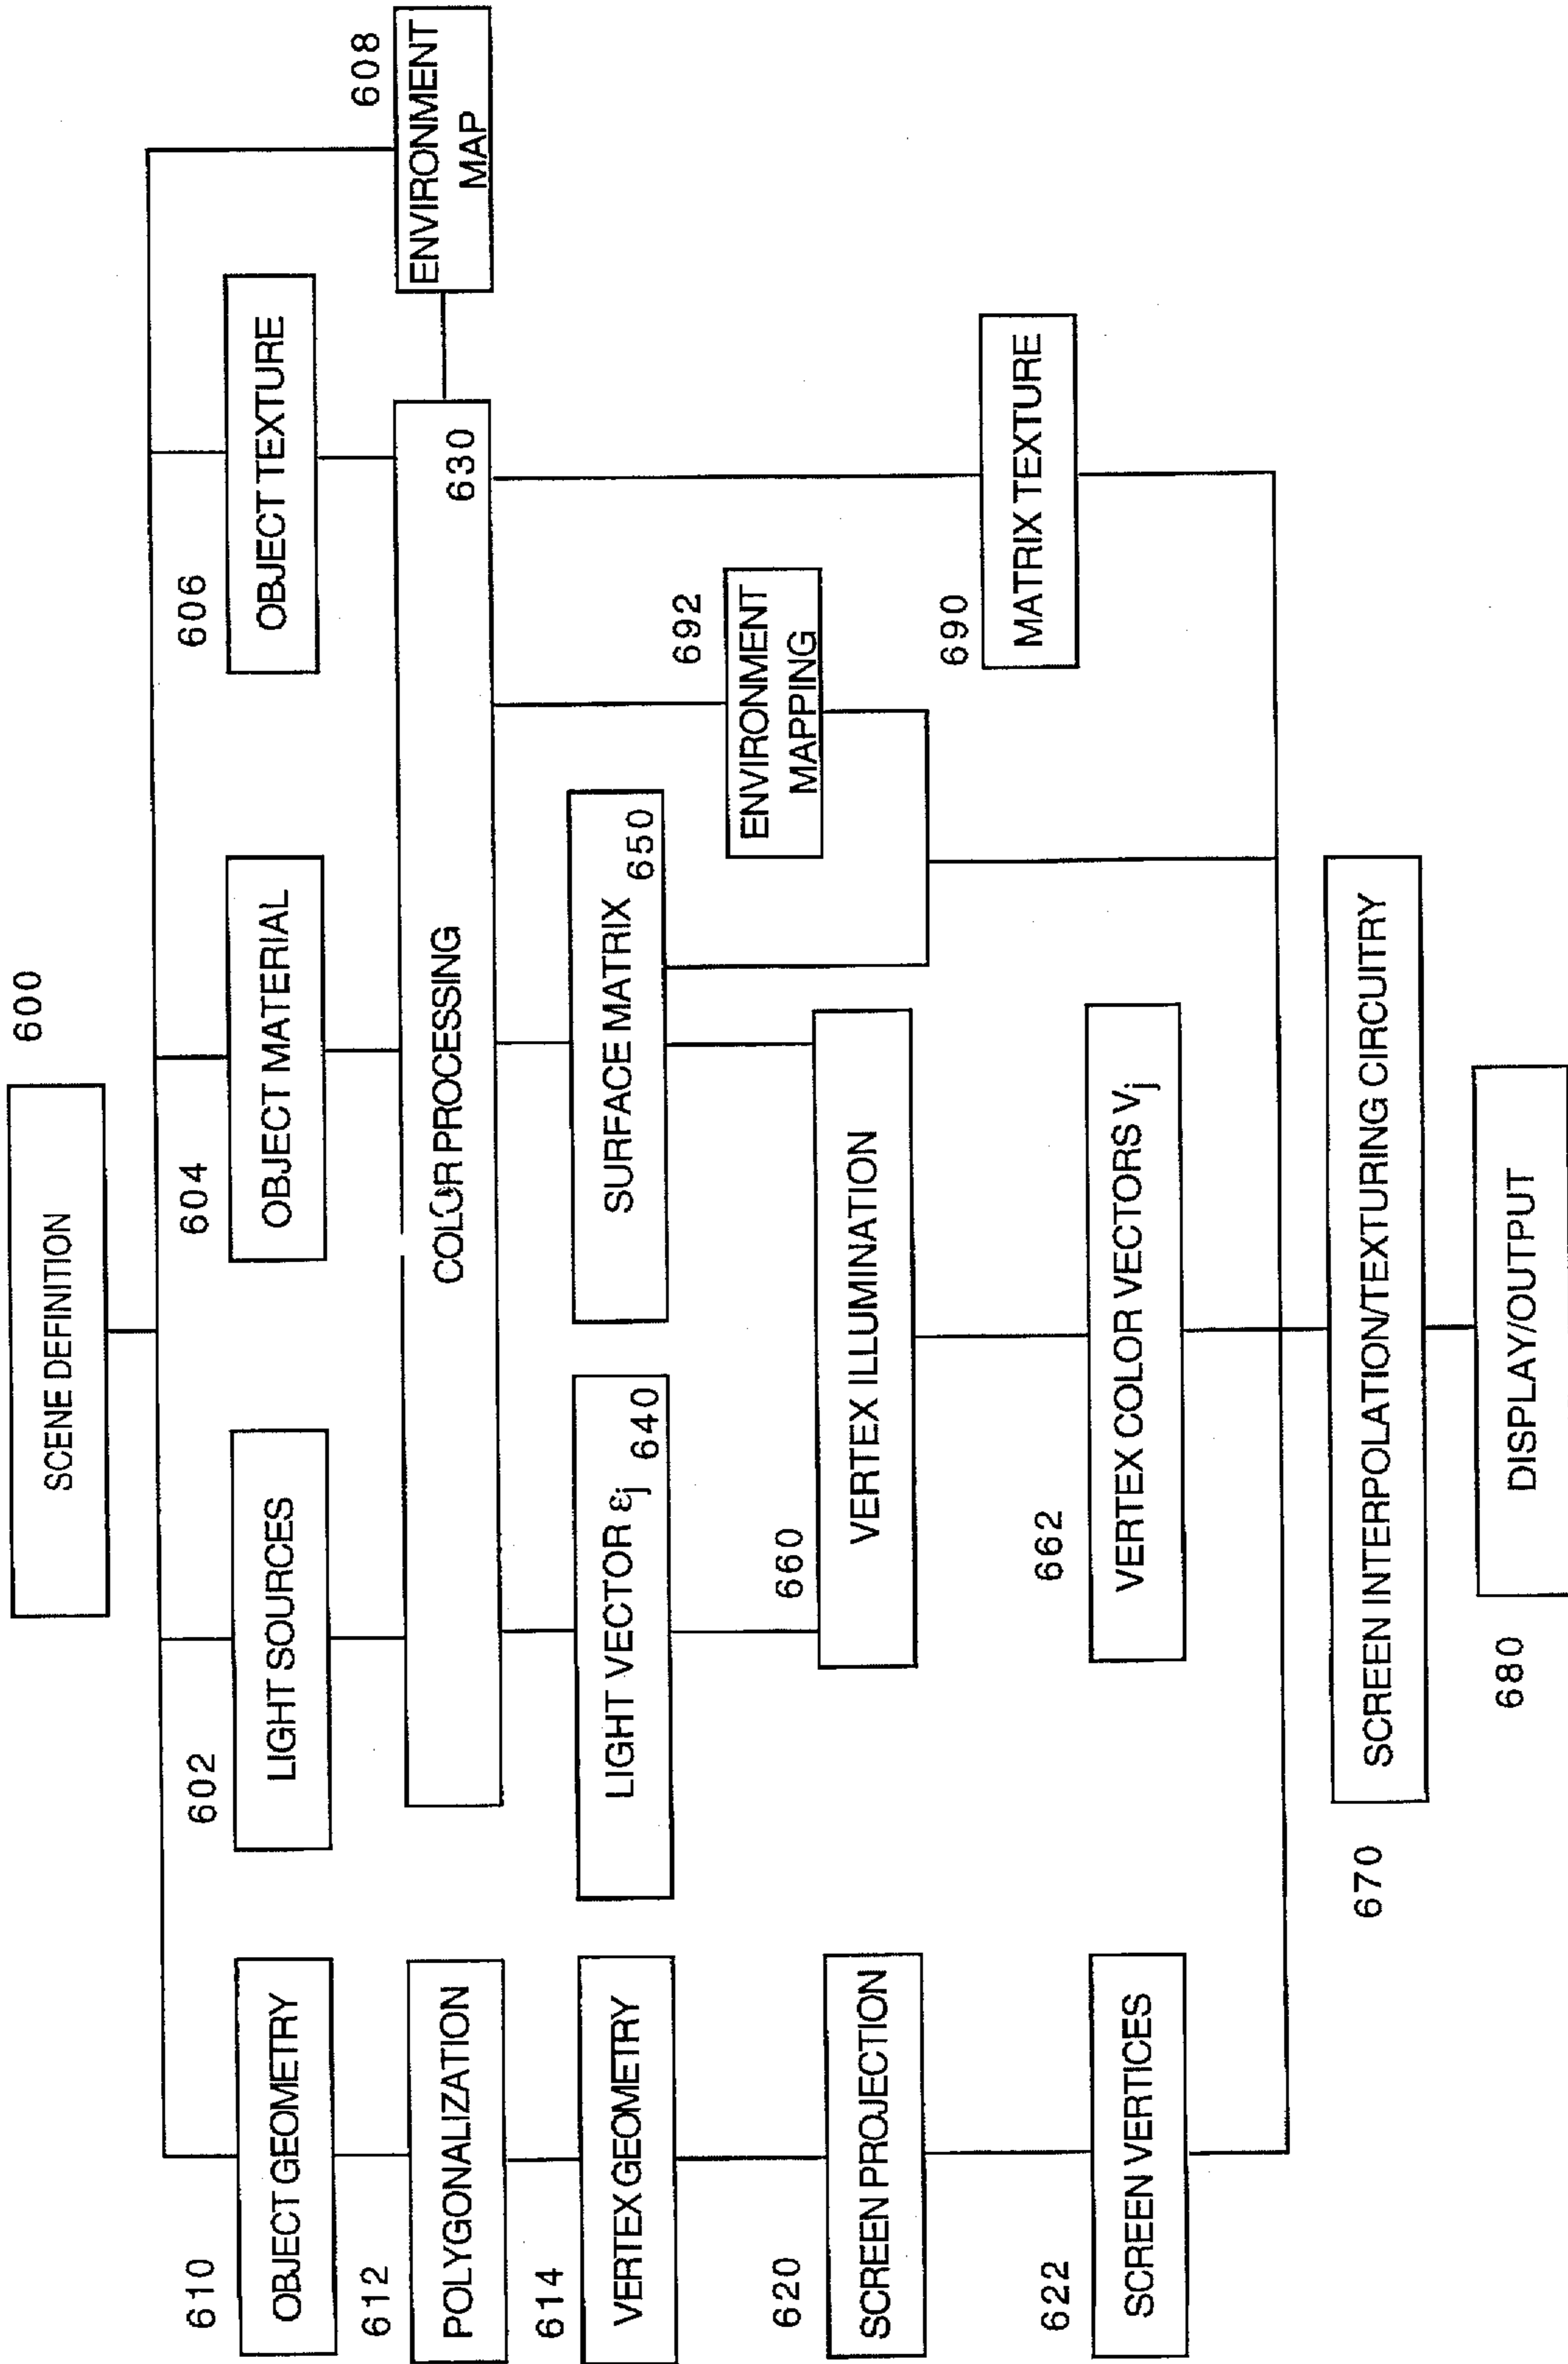 600
SCENE DEFINITION
610
OBJECT GEOMETRY
602
LIGHT SOURCES
604
OBJECT MATERIAL
606
OBJECT TEXTURE
608
ENVIRONMENT
MAP
612
POLYGONALIZATION
COLOR PROCESSING
630
614
VERTEX GEOMETRY
LIGHT VECTOR εj
640
SURFACE MATRIX
650
692
ENVIRONMENT
MAPPING
620
SCREEN PROJECTION
660
VERTEX ILLUMINATION
690
MATRIX TEXTURE
622
SCREEN VERTICES
662
VERTEX COLOR VECTORS Vj
670
SCREEN INTERPOLATION/TEXTURING CIRCUITRY
680
DISPLAY/OUTPUT